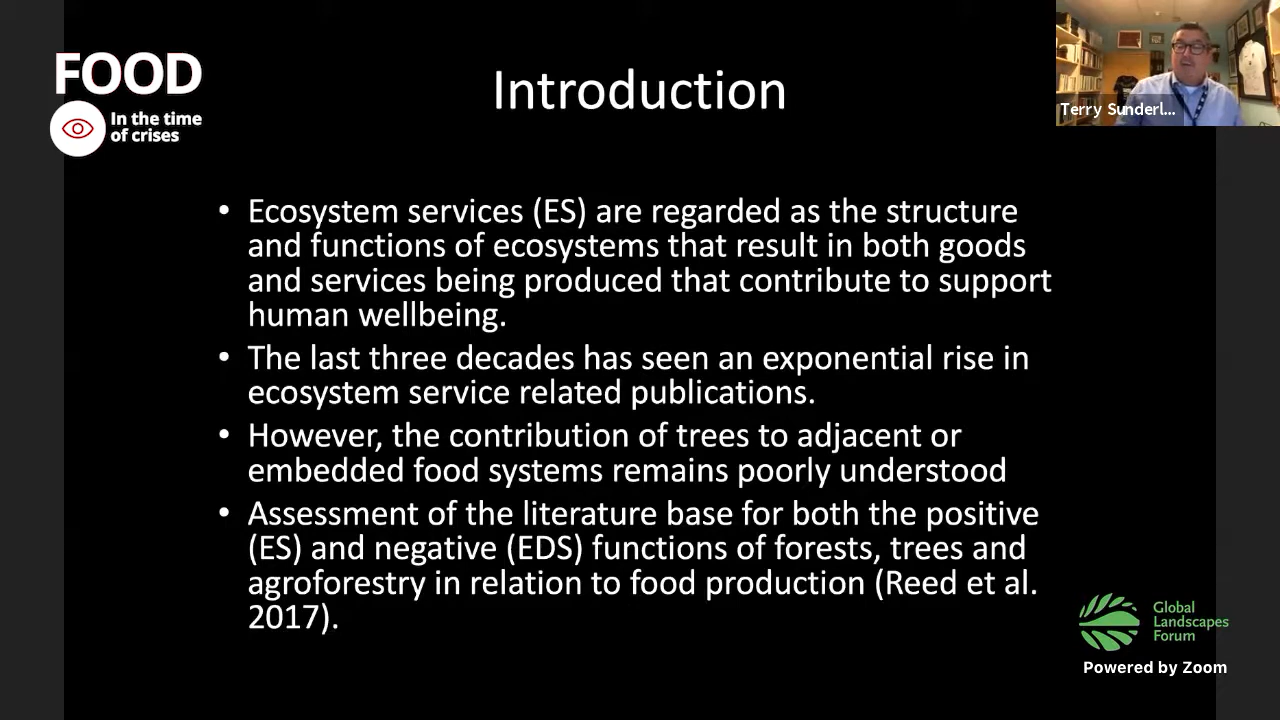 FOOD
In the time
of crises
Introduction
Terry Sunderl...
• Ecosystem services (ES) are regarded as the structure
and functions of ecosystems that result in both goods
and services being produced that contribute to support
human wellbeing.
• The last three decades has seen an exponential rise in
ecosystem service related publications.
• However, the contribution of trees to adjacent or
embedded food systems remains poorly understood
• Assessment of the literature base for both the positive
(ES) and negative (EDS) functions of forests, trees and
agroforestry in relation to food production (Reed et al.
2017).
Global
Landscapes
Forum
Powered by Zoom